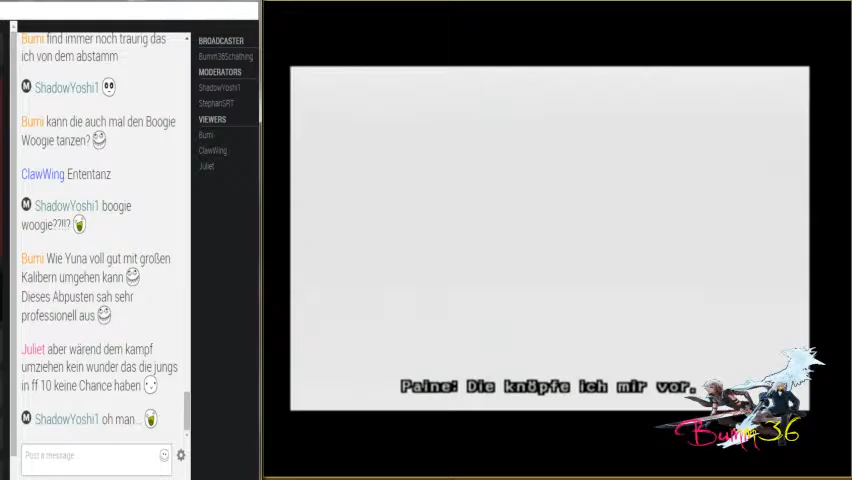 Bumi find immer noch traurig das
ich von dem abstamm
M ShadowYoshi1
Bumi kann die auch mal den Boogie
Woogie tanzen?
ClawWing Ententanz
M ShadowYoshi1 boogie
woogie??!!?
Bumi Wie Yuna voll gut mit großen
Kalibern umgehen kann
Dieses Abpusten sah sehr
professionell aus
Juliet aber wärend dem kampf
umziehen kein wunder das die jungs
in ff 10 keine Chance haben
M ShadowYoshi1 oh man...
Post a message...
BROADCASTER
Bumm36Schathing
MODERATORS
ShadowYoshi1
StephanSRT
VIEWERS
Bumi
ClawWing
Juliet
Paine: Die knöpfe ich mir vor.
Bumm36